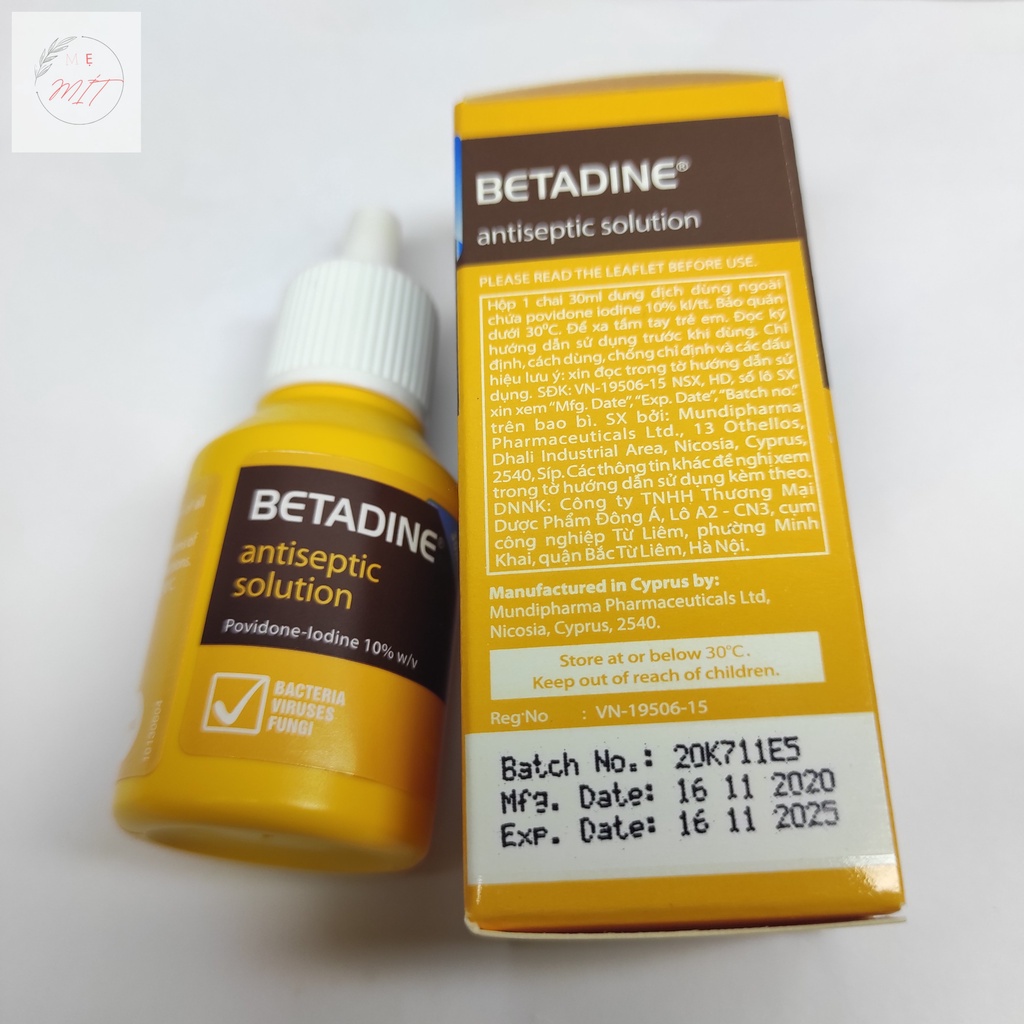 MẸ
MIT
BETADINE®
antiseptic solution
PLEASE READ THE LEAFLET BEFORE USE.
Hộp 1 chai 30ml dung dịch dùng ngoài
chứa povidone iodine 10% kl/tt. Bảo quản
dưới 30°C. Để xa tầm tay trẻ em. Đọc kỹ
hướng dẫn sử dụng trước khi dùng. Chỉ
định, cách dùng, chống chỉ định và các dấu
hiệu lưu ý: xin đọc trong tờ hướng dẫn sử
dụng. SĐK: VN-19506-15 NSX, HD, số lô SX
xin xem "Mfg. Date", "Exp. Date", "Batch no."
trên bao bì. SX bởi: Mundipharma
Pharmaceuticals Ltd., 13 Othellos,
Dhali Industrial Area, Nicosia, Cyprus,
2540, Síp. Các thông tin khác đề nghị xem
trong tờ hướng dẫn sử dụng kèm theo.
DNNK: Công ty TNHH Thương Mại
Dược Phẩm Đông Á, Lô A2 - CN3, cụm
công nghiệp Từ Liêm, phường Minh
Khai, quận Bắc Từ Liêm, Hà Nội.
Manufactured in Cyprus by:
Mundipharma Pharmaceuticals Ltd,
Nicosia, Cyprus, 2540.
Store at or below 30°C.
Keep out of reach of children.
Reg·No : VN-19506-15
Batch No.: 20K711E5
Mfg. Date: 16 11 2020
Exp. Date: 16 11 2025
BETADINE®
antiseptic
solution
Povidone-Iodine 10% w/v
BACTERIA
VIRUSES
FUNGI